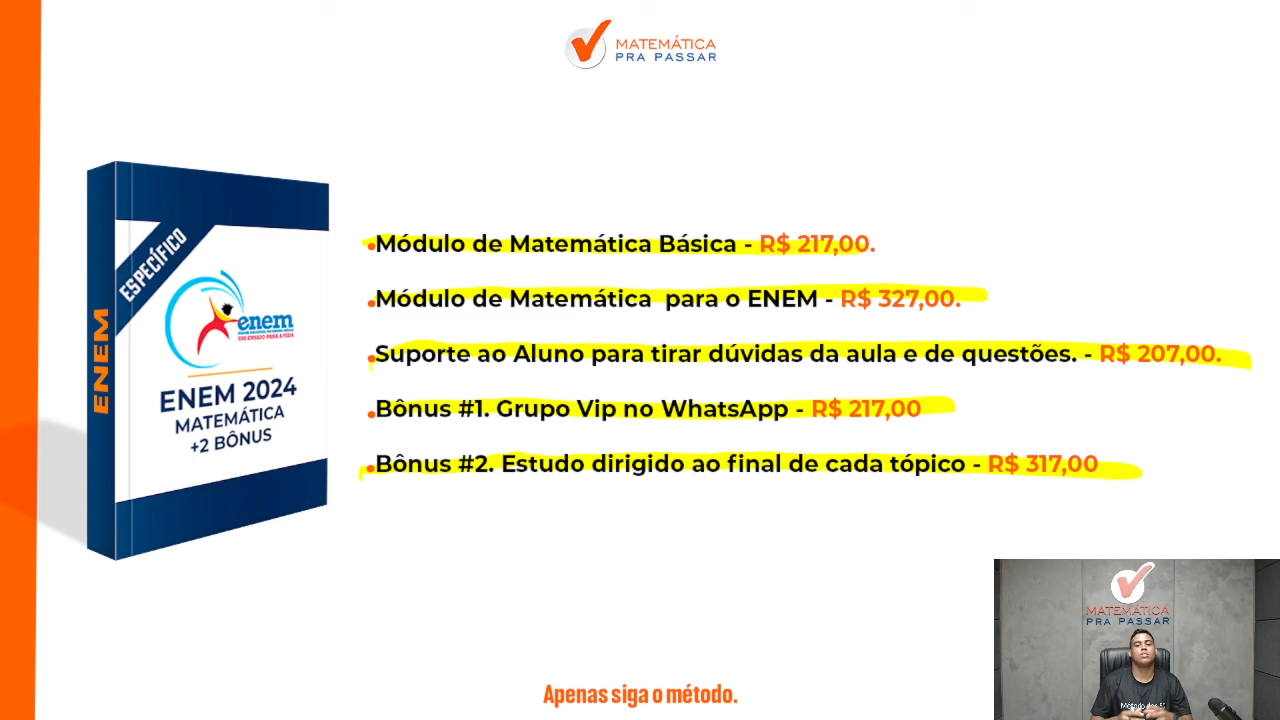 MATEMÁTICA
PRA PASSAR
ESPECÍFICO
ENEM
enem
ENEM 2024
MATEMÁTICA
+2 BÔNUS
•Módulo de Matemática Básica - R$ 217,00.
•Módulo de Matemática para o ENEM - R$ 327,00.
•Suporte ao Aluno para tirar dúvidas da aula e de questões. - R$ 207,00.
•Bônus #1. Grupo Vip no WhatsApp - R$ 217,00
•Bônus #2. Estudo dirigido ao final de cada tópico - R$ 317,00
MATEMÁTICA
PRA PASSAR
Apenas siga o método.